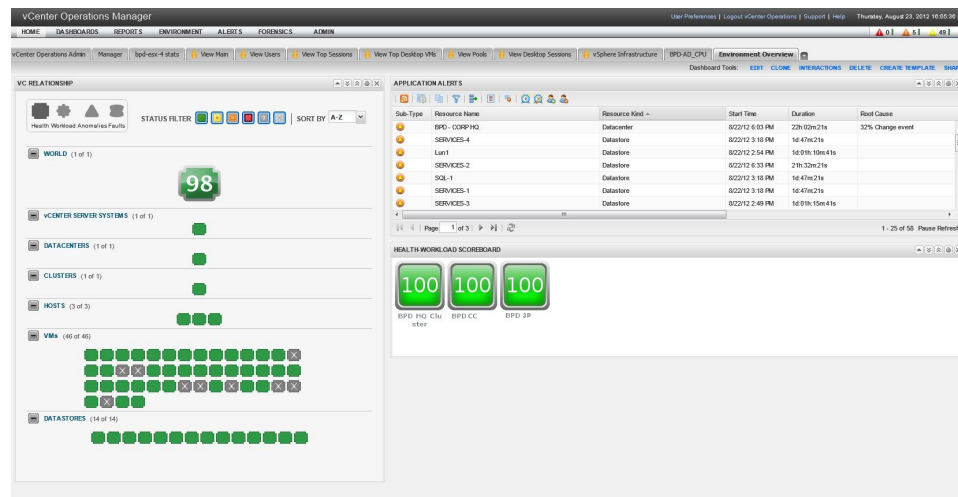 vCenter Operations Manager
User Preferences | Logout vCenter Operations | Support | Help Thursday, August 23, 2012 16:05:36
HOME DASHBOARDS REPORTS ENVIRONMENT ALERTS FORENSICS ADMIN
0 5 49
vCenter Operations Admin Manager bpd-esx-4 stats View Main View Users View Top Sessions View Top Desktop VMs View Pools View Desktop Sessions vSphere Infrastructure BPD-AD_CPU Environment Overview
Dashboard Tools: EDIT CLONE INTERACTIONS DELETE CREATE TEMPLATE SHAR
VC RELATIONSHIP
Health Workload Anomalies Faults
STATUS FILTER
SORT BY A-Z
WORLD (1 of 1)
98
vCENTER SERVER SYSTEMS (1 of 1)
DATACENTERS (1 of 1)
CLUSTERS (1 of 1)
HOSTS (3 of 3)
VMs (46 of 46)
DATASTORES (14 of 14)
APPLICATION ALERTS
Sub-Type Resource Name Resource Kind Start Time Duration Root Cause
BPD - CORP HQ Datacenter 8/22/12 6:03 PM 22h:02m:21s 32% Change event
SERVICES-4 Datastore 8/22/12 3:18 PM 1d:47m:21s
Lun1 Datastore 8/22/12 2:54 PM 1d:01h:10m:41s
SERVICES-2 Datastore 8/22/12 6:33 PM 21h:32m:21s
SQL-1 Datastore 8/22/12 3:18 PM 1d:47m:21s
SERVICES-1 Datastore 8/22/12 3:18 PM 1d:47m:21s
SERVICES-3 Datastore 8/22/12 2:49 PM 1d:01h:15m:41s
Page 1 of 3
1 - 25 of 58 Pause Refresh
HEALTH-WORKLOAD SCOREBOARD
100 100 100
BPD HQ Clu BPD CC BPD 3P
ster